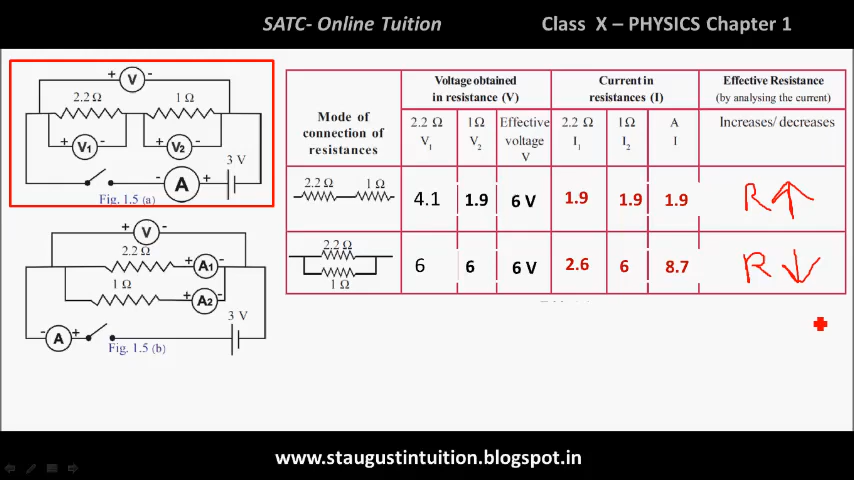 SATC- Online Tuition
Class X – PHYSICS Chapter 1
+ V -
2.2 Ω 1 Ω
+ V1 - + V2 -
3 V
- A +
Fig. 1.5 (a)
+ V -
2.2 Ω
+ A1 -
1 Ω
+ A2 -
3 V
- A +
Fig. 1.5 (b)
Mode of
connection of
resistances
Voltage obtained
in resistance (V)
Current in
resistances (I)
Effective Resistance
(by analysing the current)
2.2 Ω
V1
1Ω
V2
Effective
voltage
V
2.2 Ω
I1
1Ω
I2
A
I
Increases/ decreases
2.2 Ω 1 Ω
4.1 1.9 6 V 1.9 1.9 1.9 R↑
2.2 Ω
1 Ω
6 6 6 V 2.6 6 8.7 R↓
www.staugustintuition.blogspot.in